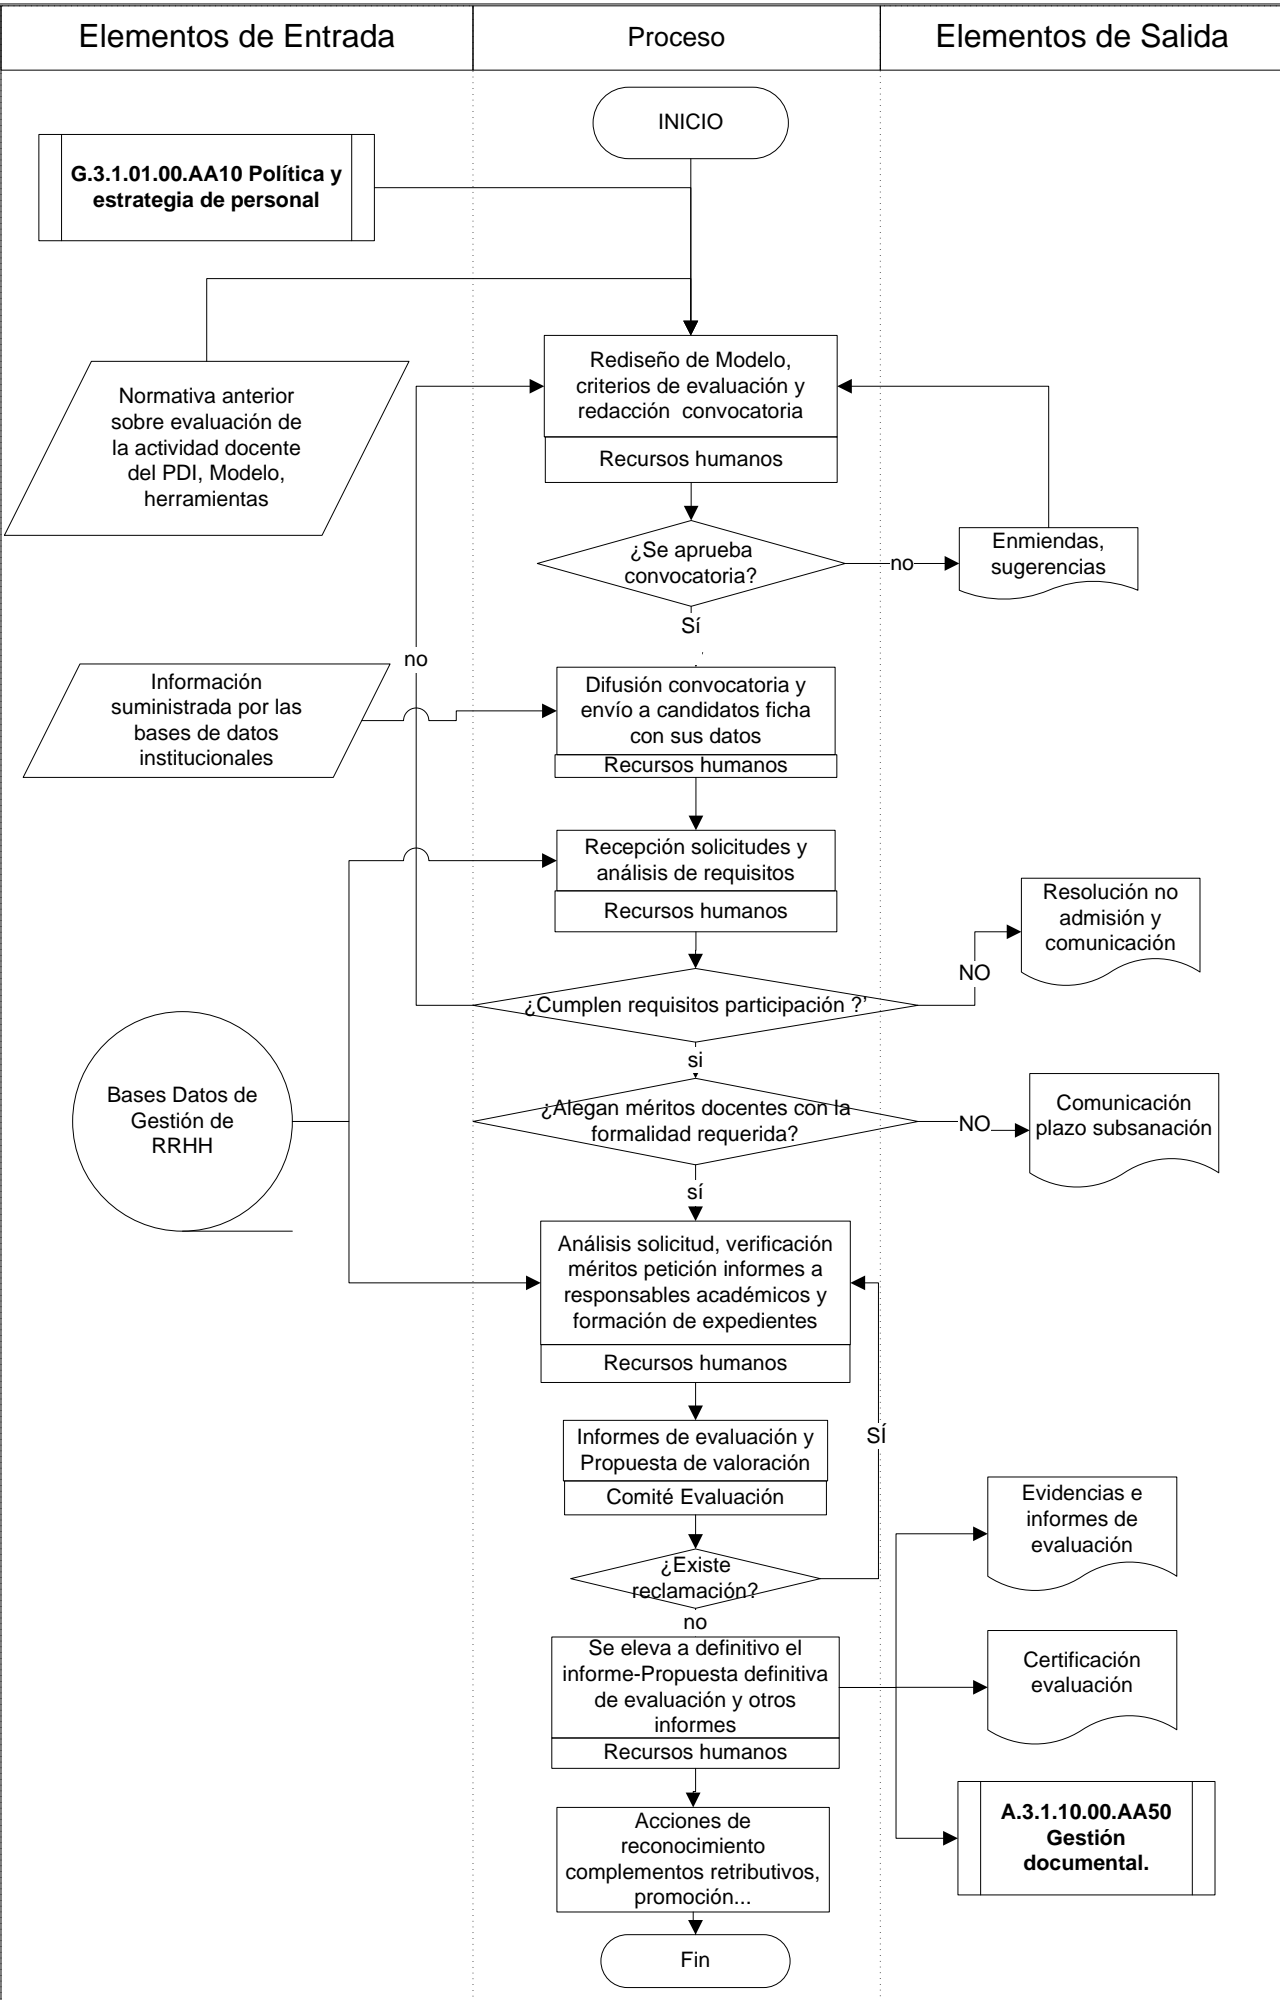 Elementos de Entrada
Proceso
Elementos de Salida
INICIO
G.3.1.01.00.AA10 Política y
estrategia de personal
Normativa anterior
sobre evaluación de
la actividad docente
del PDI, Modelo,
herramientas
Rediseño de Modelo,
criterios de evaluación y
redacción convocatoria
Recursos humanos
¿Se aprueba
convocatoria?
no
Enmiendas,
sugerencias
Sí
no
Información
suministrada por las
bases de datos
institucionales
Difusión convocatoria y
envío a candidatos ficha
con sus datos
Recursos humanos
Recepción solicitudes y
análisis de requisitos
Recursos humanos
Resolución no
admisión y
comunicación
NO
¿Cumplen requisitos participación ?'
si
Bases Datos de
Gestión de
RRHH
¿Alegan méritos docentes con la
formalidad requerida?
NO
Comunicación
plazo subsanación
sí
Análisis solicitud, verificación
méritos petición informes a
responsables académicos y
formación de expedientes
Recursos humanos
Informes de evaluación y
Propuesta de valoración
Comité Evaluación
SÍ
¿Existe
reclamación?
no
Evidencias e
informes de
evaluación
Se eleva a definitivo el
informe-Propuesta definitiva
de evaluación y otros
informes
Recursos humanos
Certificación
evaluación
A.3.1.10.00.AA50
Gestión
documental.
Acciones de
reconocimiento
complementos retributivos,
promoción...
Fin